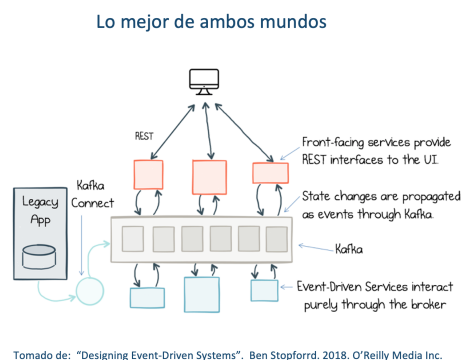 Lo mejor de ambos mundos
REST
Front-facing services provide
REST interfaces to the UI.
Kafka
Connect
Legacy
App
State changes are propagated
as events through Kafka.
Kafka
Event-Driven Services interact
purely through the broker
Tomado de: “Designing Event-Driven Systems”. Ben Stopforrd. 2018. O’Reilly Media Inc.